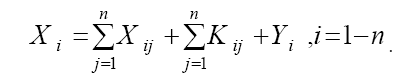 X_i = \sum_{j=1}^{n} X_{ij} + \sum_{j=1}^{n} K_{ij} + Y_i , i=1-n .